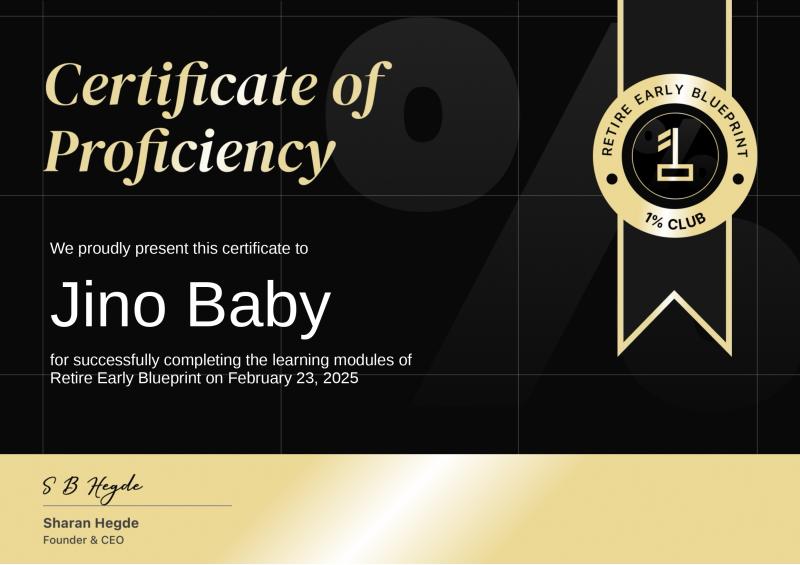 Certificate of
Proficiency
RETIRE EARLY BLUEPRINT
1
1% CLUB
We proudly present this certificate to
Jino Baby
for successfully completing the learning modules of
Retire Early Blueprint on February 23, 2025
S B Hegde
Sharan Hegde
Founder & CEO